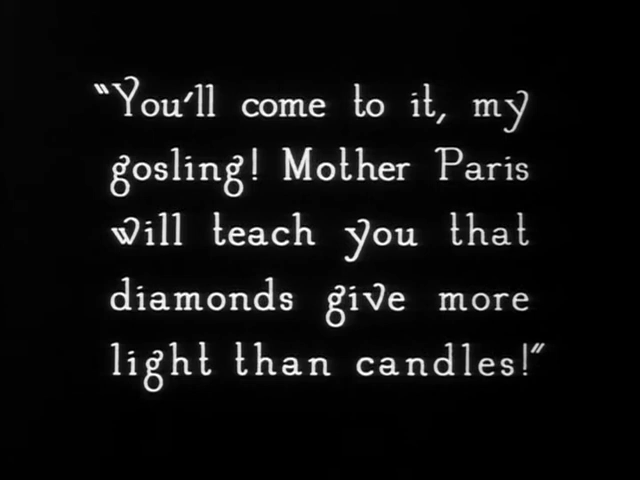 "You'll come to it, my
gosling! Mother Paris
will teach you that
diamonds give more
light than candles!"